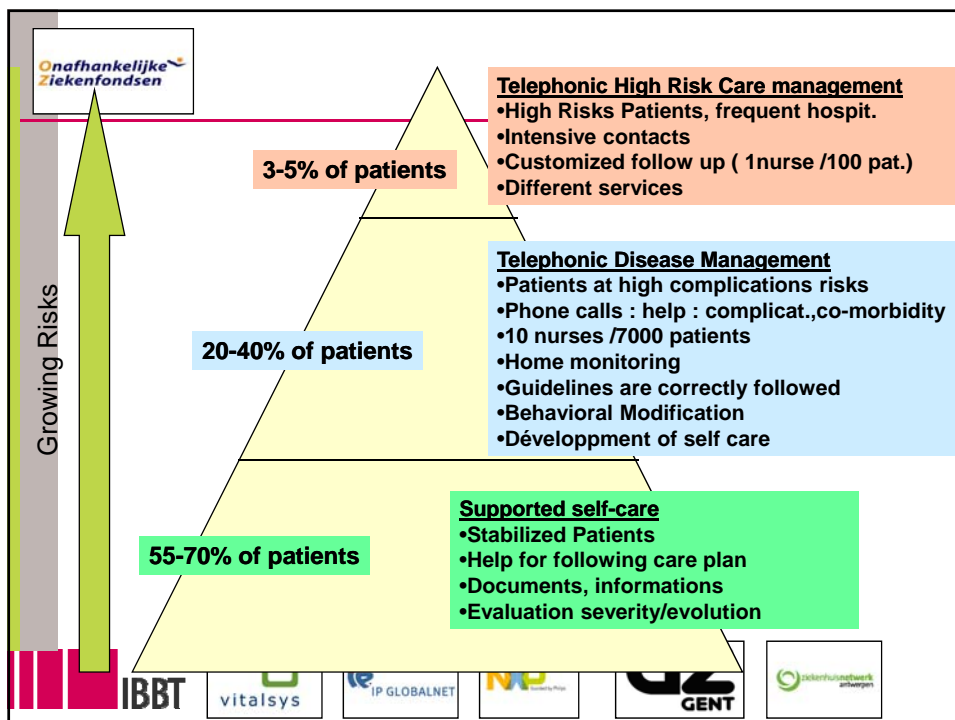 Onafhankelijke
Ziekenfondsen
Growing Risks
Telephonic High Risk Care management
•High Risks Patients, frequent hospit.
•Intensive contacts
•Customized follow up ( 1nurse /100 pat.)
•Different services
3-5% of patients
Telephonic Disease Management
•Patients at high complications risks
•Phone calls : help : complicat.,co-morbidity
•10 nurses /7000 patients
•Home monitoring
•Guidelines are correctly followed
•Behavioral Modification
•Développment of self care
20-40% of patients
Supported self-care
•Stabilized Patients
•Help for following care plan
•Documents, informations
•Evaluation severity/evolution
55-70% of patients
IBBT
vitalsys
IP GLOBALNET
founded by Philips
GENT
ziekenhuisnetwerk
antwerpen